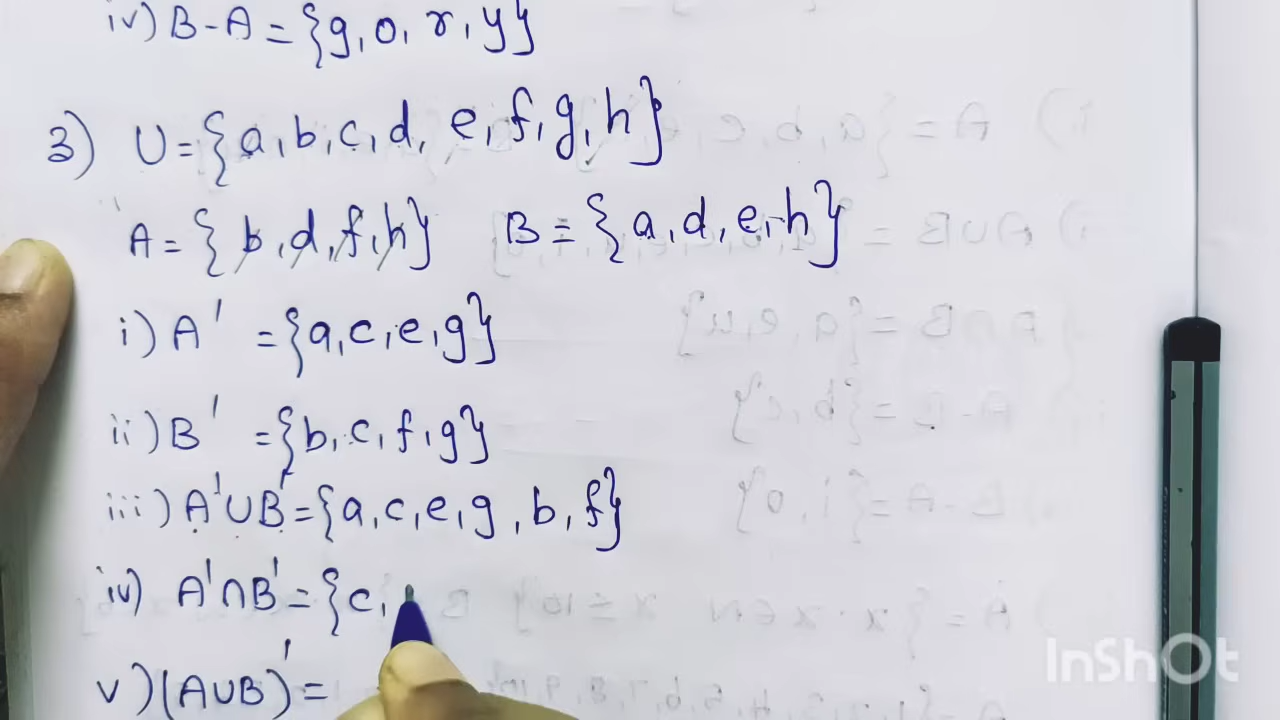 iv) B-A = {g, o, r, y}
3) U = {a, b, c, d, e, f, g, h}
A = { b, d, f, h} B = {a, d, e, h}
i) A' = {a, c, e, g}
ii) B' = {b, c, f, g}
iii) A'∪B' = {a, c, e, g, b, f}
iv) A'∩B' = {c,
v) (A∪B)' =
InShOt